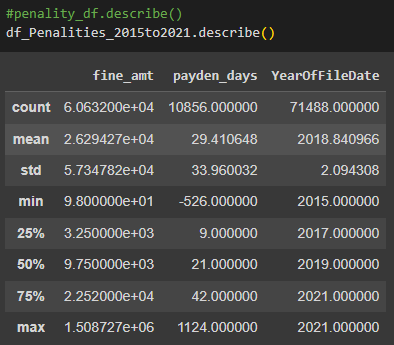 #penality_df.describe()
df_Penalities_2015to2021.describe()
fine_amt payden_days YearOfFileDate
count 6.063200e+04 10856.000000 71488.000000
mean 2.629427e+04 29.410648 2018.840966
std 5.734782e+04 33.960032 2.094308
min 9.800000e+01 -526.000000 2015.000000
25% 3.250000e+03 9.000000 2017.000000
50% 9.750000e+03 21.000000 2019.000000
75% 2.252000e+04 42.000000 2021.000000
max 1.508727e+06 1124.000000 2021.000000